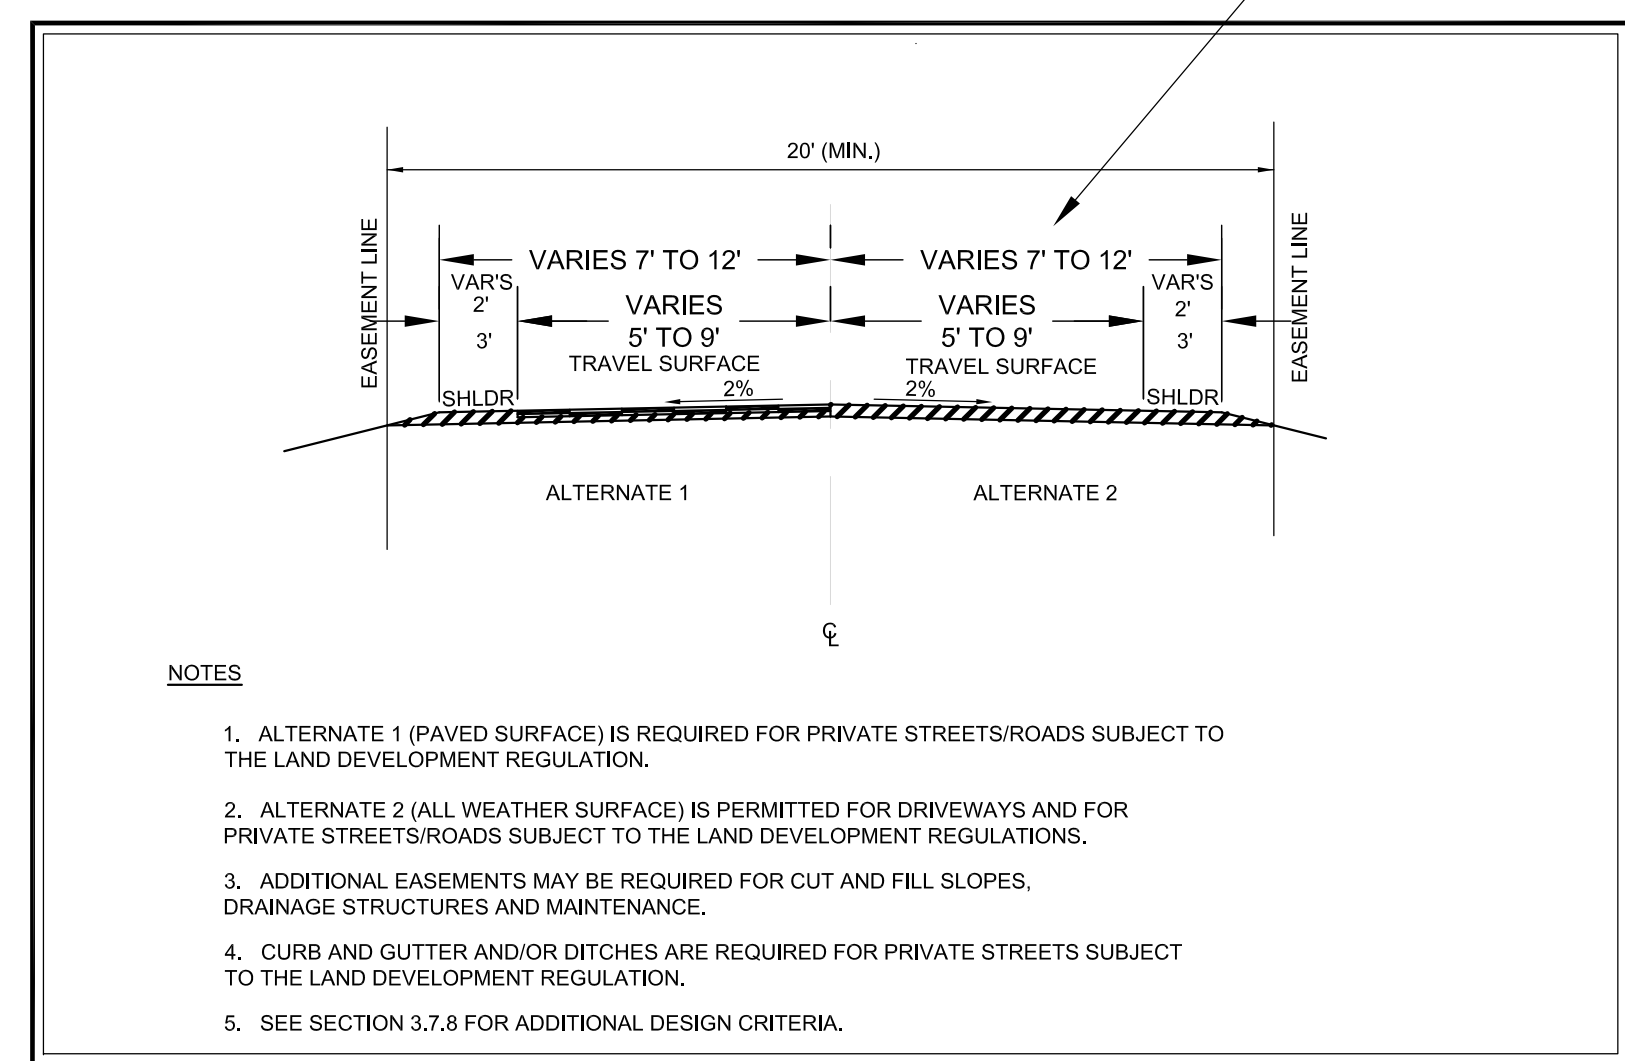 20' (MIN.)
EASEMENT LINE
EASEMENT LINE
VARIES 7' TO 12'
VARIES 7' TO 12'
VAR'S
2'
3'
SHLDR
VARIES
5' TO 9'
TRAVEL SURFACE
2%
VARIES
5' TO 9'
TRAVEL SURFACE
2%
VAR'S
2'
3'
SHLDR
ALTERNATE 1
ALTERNATE 2
℄
NOTES
1. ALTERNATE 1 (PAVED SURFACE) IS REQUIRED FOR PRIVATE STREETS/ROADS SUBJECT TO
THE LAND DEVELOPMENT REGULATION.
2. ALTERNATE 2 (ALL WEATHER SURFACE) IS PERMITTED FOR DRIVEWAYS AND FOR
PRIVATE STREETS/ROADS SUBJECT TO THE LAND DEVELOPMENT REGULATIONS.
3. ADDITIONAL EASEMENTS MAY BE REQUIRED FOR CUT AND FILL SLOPES,
DRAINAGE STRUCTURES AND MAINTENANCE.
4. CURB AND GUTTER AND/OR DITCHES ARE REQUIRED FOR PRIVATE STREETS SUBJECT
TO THE LAND DEVELOPMENT REGULATION.
5. SEE SECTION 3.7.8 FOR ADDITIONAL DESIGN CRITERIA.